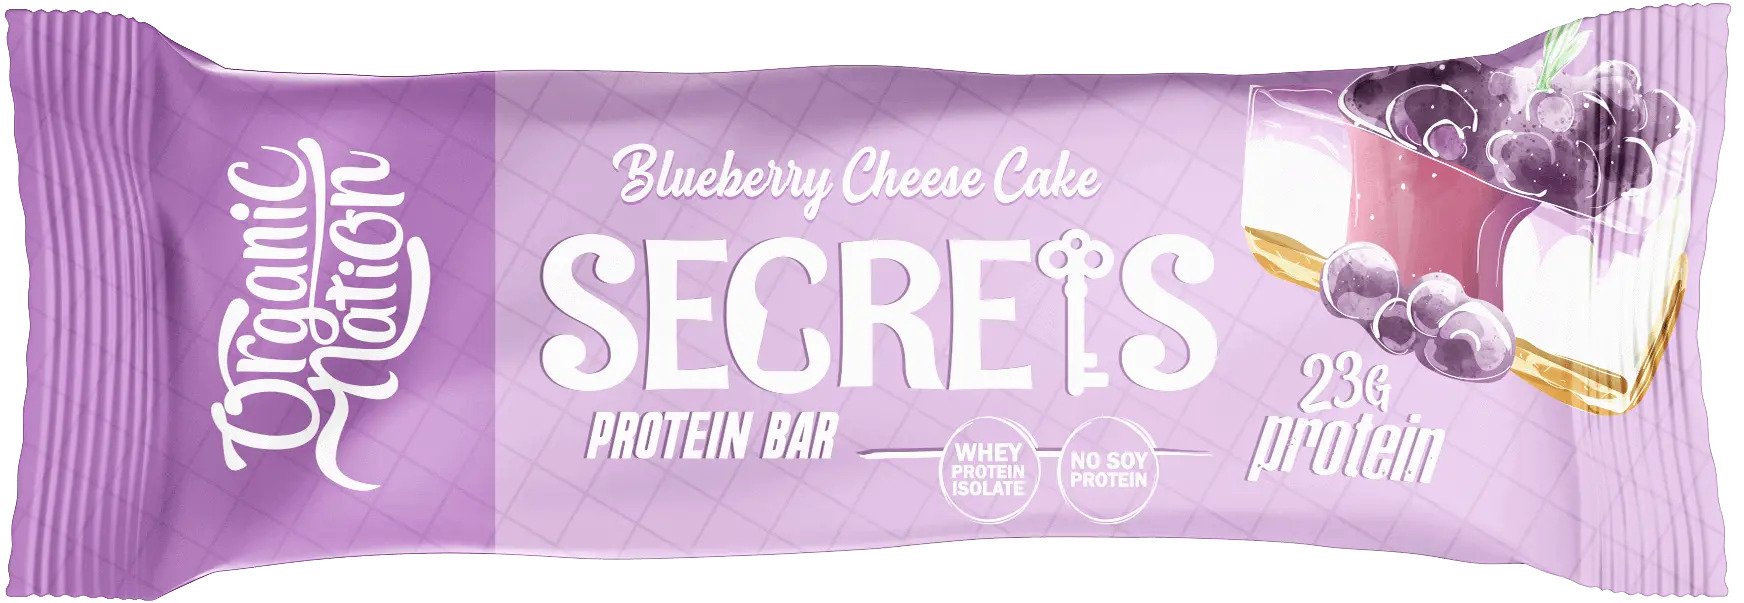 Organic
Nation
Blueberry Cheese Cake
SECRETS
PROTEIN BAR
WHEY
PROTEIN
ISOLATE
NO SOY
PROTEIN
23G
protein